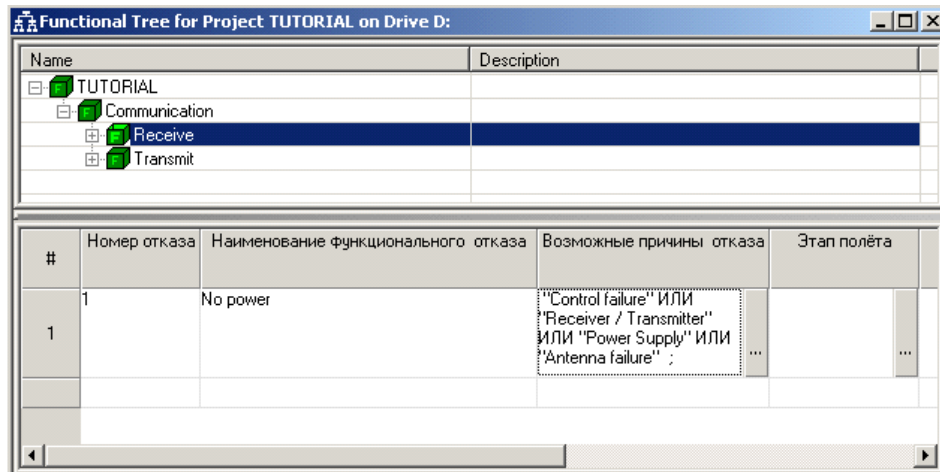 Functional Tree for Project TUTORIAL on Drive D:
Name Description
TUTORIAL
Communication
Receive
Transmit
# Номер отказа Наименование функционального отказа Возможные причины отказа Этап полёта
1 1 No power "Control failure" ИЛИ
"Receiver / Transmitter"
ИЛИ "Power Supply" ИЛИ
"Antenna failure" ;
... ...